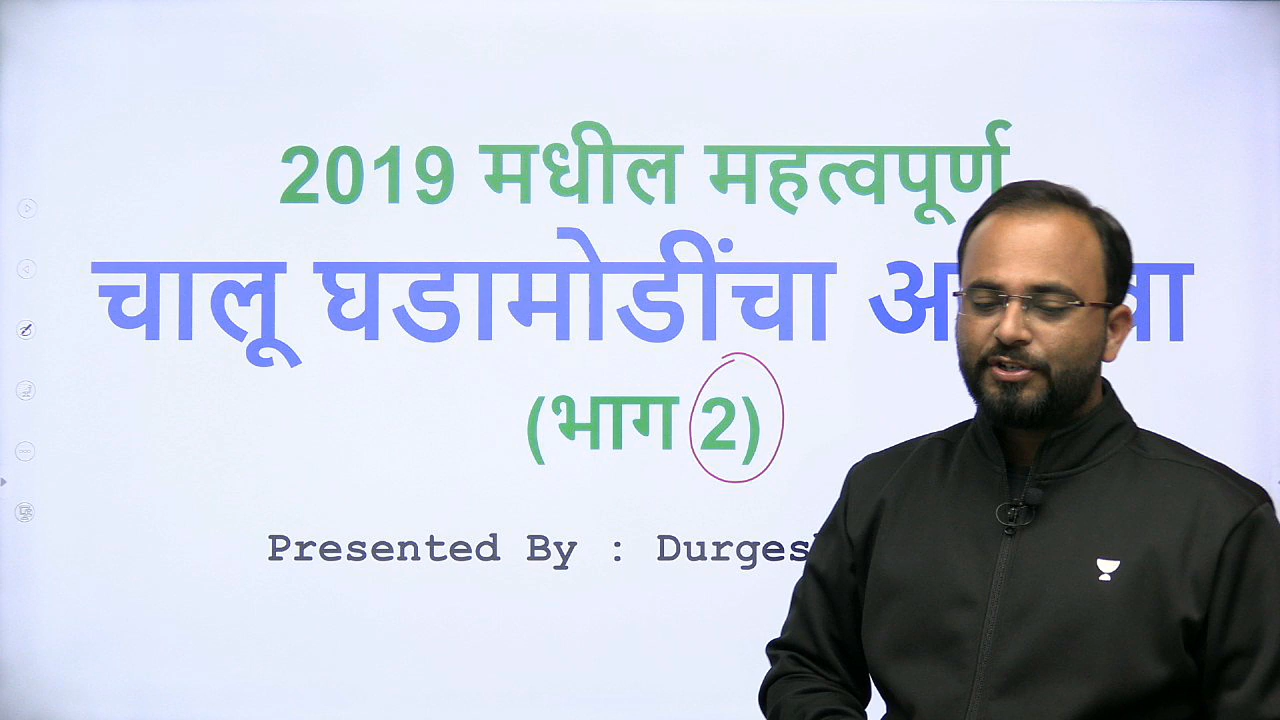 2019 मधील महत्वपूर्ण
चालू घडामोडींचा
(भाग 2)
Presented By :